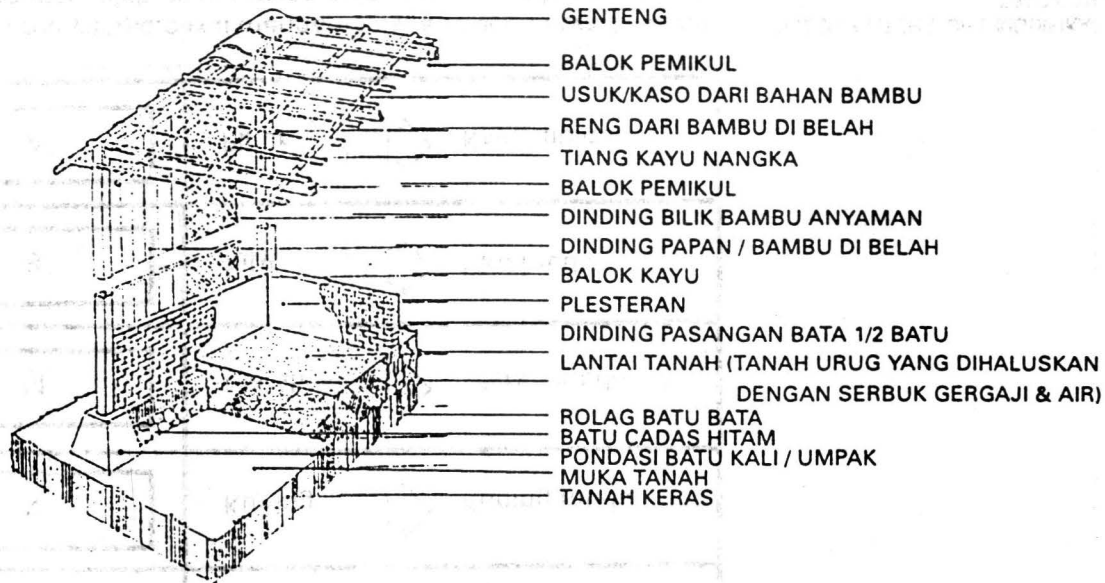 GENTENG
BALOK PEMIKUL
USUK/KASO DARI BAHAN BAMBU
RENG DARI BAMBU DI BELAH
TIANG KAYU NANGKA
BALOK PEMIKUL
DINDING BILIK BAMBU ANYAMAN
DINDING PAPAN / BAMBU DI BELAH
BALOK KAYU
PLESTERAN
DINDING PASANGAN BATA 1/2 BATU
LANTAI TANAH (TANAH URUG YANG DIHALUSKAN
DENGAN SERBUK GERGAJI & AIR)
ROLAG BATU BATA
BATU CADAS HITAM
PONDASI BATU KALI / UMPAK
MUKA TANAH
TANAH KERAS